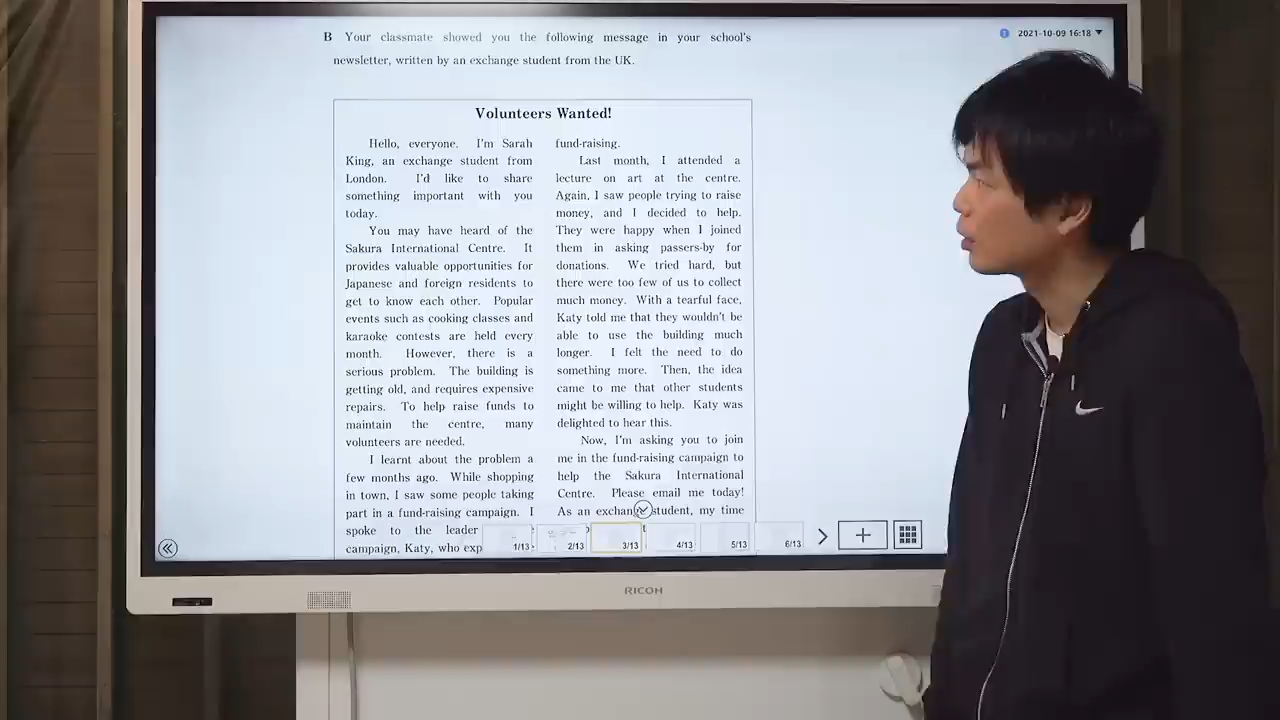 B Your classmate showed you the following message in your school's
newsletter, written by an exchange student from the UK.
2021-10-09 16:18
Volunteers Wanted!
Hello, everyone. I'm Sarah
King, an exchange student from
London. I'd like to share
something important with you
today.
You may have heard of the
Sakura International Centre. It
provides valuable opportunities for
Japanese and foreign residents to
get to know each other. Popular
events such as cooking classes and
karaoke contests are held every
month. However, there is a
serious problem. The building is
getting old, and requires expensive
repairs. To help raise funds to
maintain the centre, many
volunteers are needed.
I learnt about the problem a
few months ago. While shopping
in town, I saw some people taking
part in a fund-raising campaign. I
spoke to the leader
campaign, Katy, who exp
fund-raising.
Last month, I attended a
lecture on art at the centre.
Again, I saw people trying to raise
money, and I decided to help.
They were happy when I joined
them in asking passers-by for
donations. We tried hard, but
there were too few of us to collect
much money. With a tearful face,
Katy told me that they wouldn't be
able to use the building much
longer. I felt the need to do
something more. Then, the idea
came to me that other students
might be willing to help. Katy was
delighted to hear this.
Now, I'm asking you to join
me in the fund-raising campaign to
help the Sakura International
Centre. Please email me today!
As an exchange student, my time
1/13
2/13
3/13
4/13
5/13
6/13
RICOH